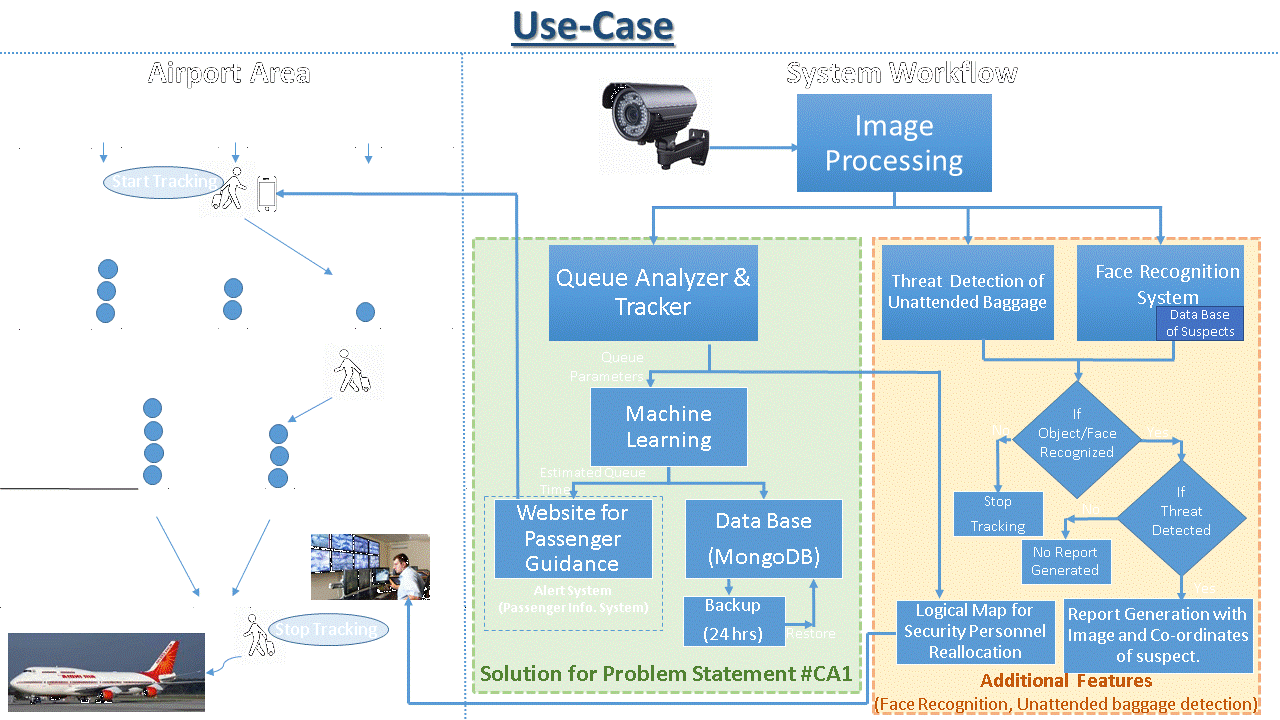 Use-Case
Airport Area
System Workflow
Start Tracking
Image
Processing
Queue Analyzer &
Tracker
Threat Detection of
Unattended Baggage
Face Recognition
System
Data Base
of Suspects
Queue
Parameters
Machine
Learning
If
Object/Face
Recognized
No
Yes
Estimated Queue
Time
Website for
Passenger
Guidance
Alert System
(Passenger Info. System)
Data Base
(MongoDB)
Backup
(24 hrs)
Restore
Stop
Tracking
If
Threat
Detected
No
No Report
Generated
Yes
Logical Map for
Security Personnel
Reallocation
Report Generation with
Image and Co-ordinates
of suspect.
Stop Tracking
Solution for Problem Statement #CA1
Additional Features
(Face Recognition, Unattended baggage detection)